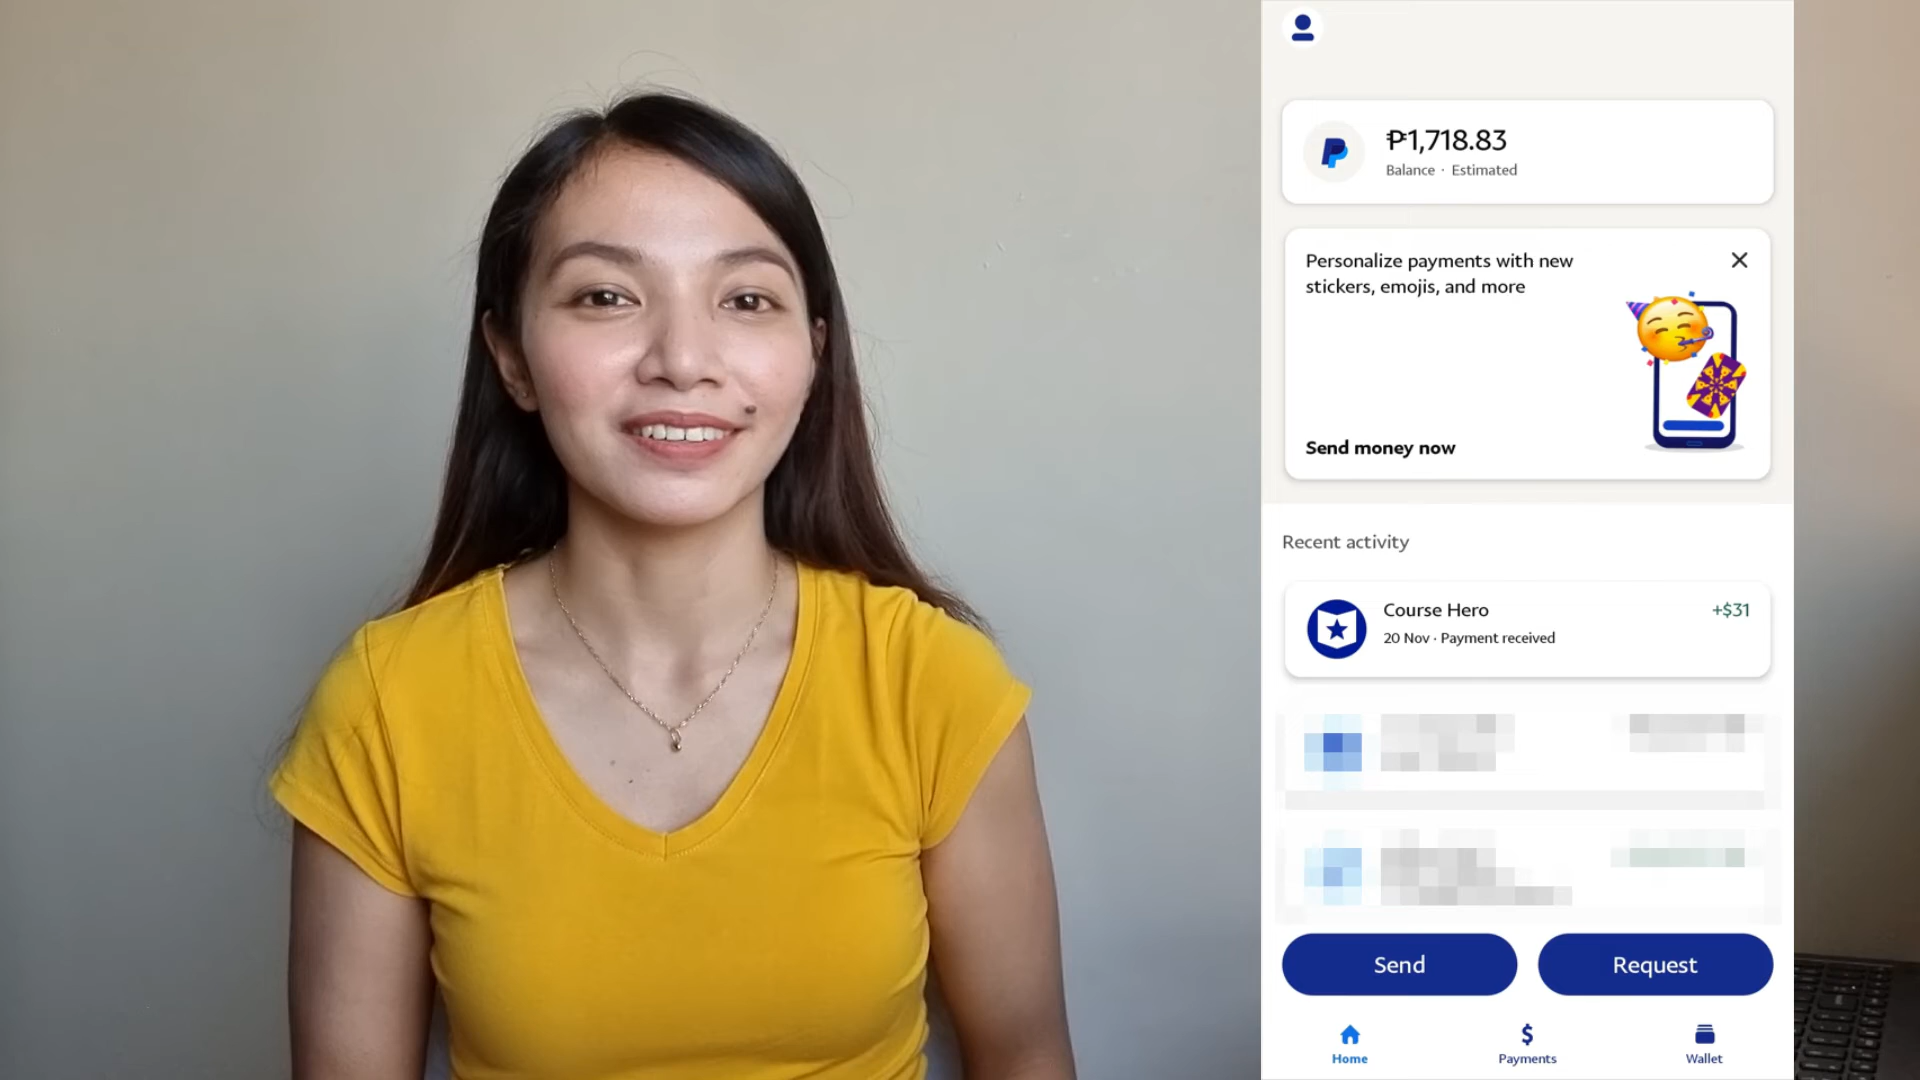 ₱1,718.83
Balance · Estimated
Personalize payments with new
stickers, emojis, and more
Send money now
Recent activity
Course Hero
+$31
20 Nov · Payment received
Send
Request
Home
Payments
Wallet